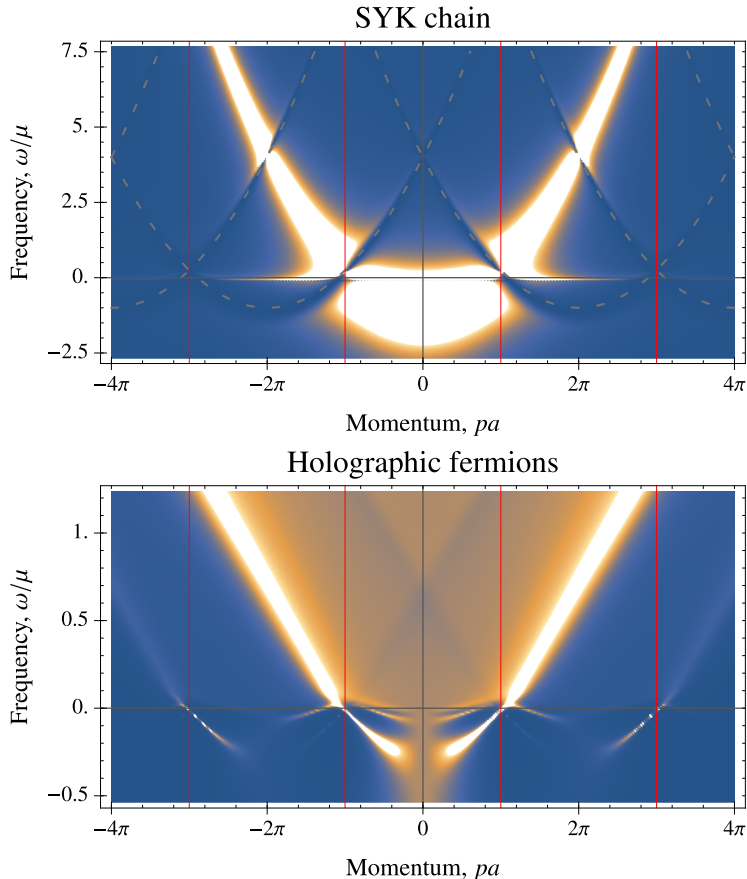 SYK chain
7.5
5.
2.5
0.
−2.5
Frequency, ω/μ
−4π −2π 0 2π 4π
Momentum, pa
Holographic fermions
1.
0.5
0.
−0.5
Frequency, ω/μ
−4π −2π 0 2π 4π
Momentum, pa